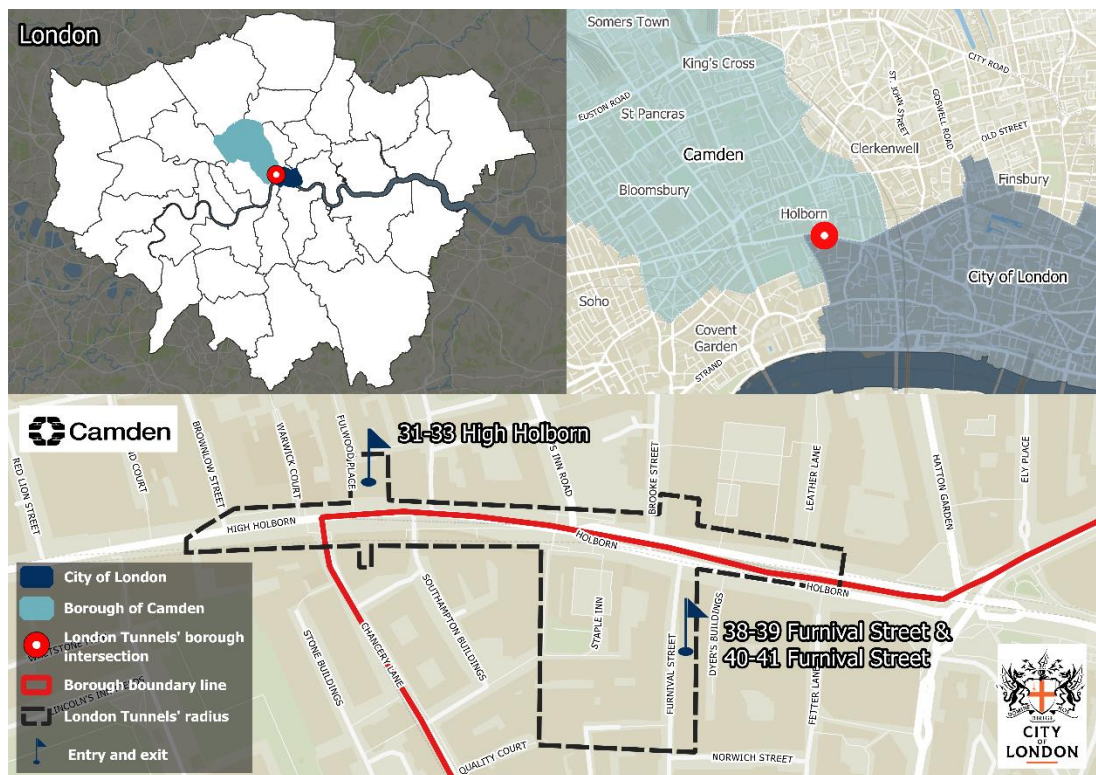 London
Somers Town
King's Cross
CITY ROAD
EUSTON ROAD
St Pancras
ST. JOHN STREET
GOSWELL ROAD
OLD STREET
Camden
Clerkenwell
Bloomsbury
Finsbury
Holborn
City of London
Soho
Covent
Garden
STRAND
Camden
RED LION STREET
D COURT
BROWNLOW STREET
WARWICK COURT
FULWOOD PLACE
31-33 High Holborn
'S INN ROAD
BROOKE STREET
LEATHER LANE
HATTON GARDEN
ELY PLACE
HIGH HOLBORN
HOLBORN
HOLBORN
City of London
Borough of Camden
London Tunnels' borough
intersection
Borough boundary line
London Tunnels' radius
Entry and exit
STONE BUILDINGS
CHANCERY LANE
SOUTHAMPTON BUILDINGS
STAPLE INN
FURNIVAL STREET
DYER'S BUILDINGS
FETTER LANE
38-39 Furnival Street &
40-41 Furnival Street
QUALITY COURT
NORWICH STREET
CITY
OF
LONDON